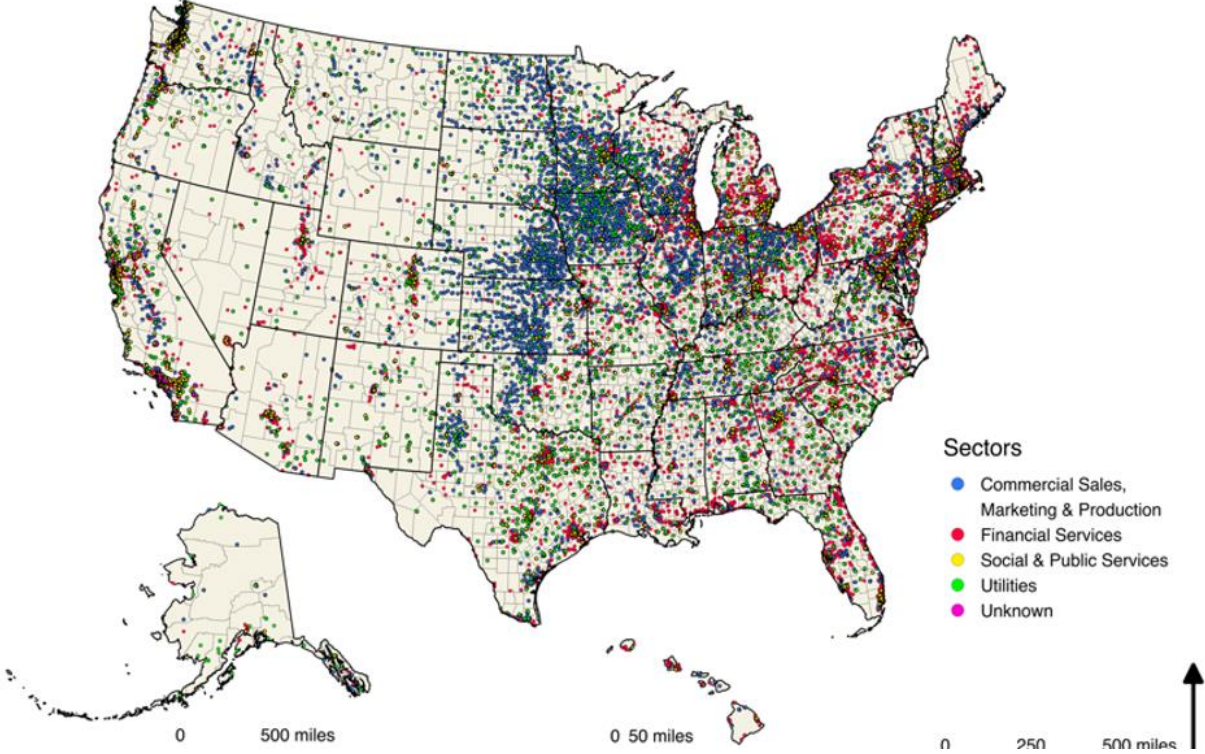 Sectors
Commercial Sales,
Marketing & Production
Financial Services
Social & Public Services
Utilities
Unknown
0 500 miles
0 50 miles
0 250 500 miles